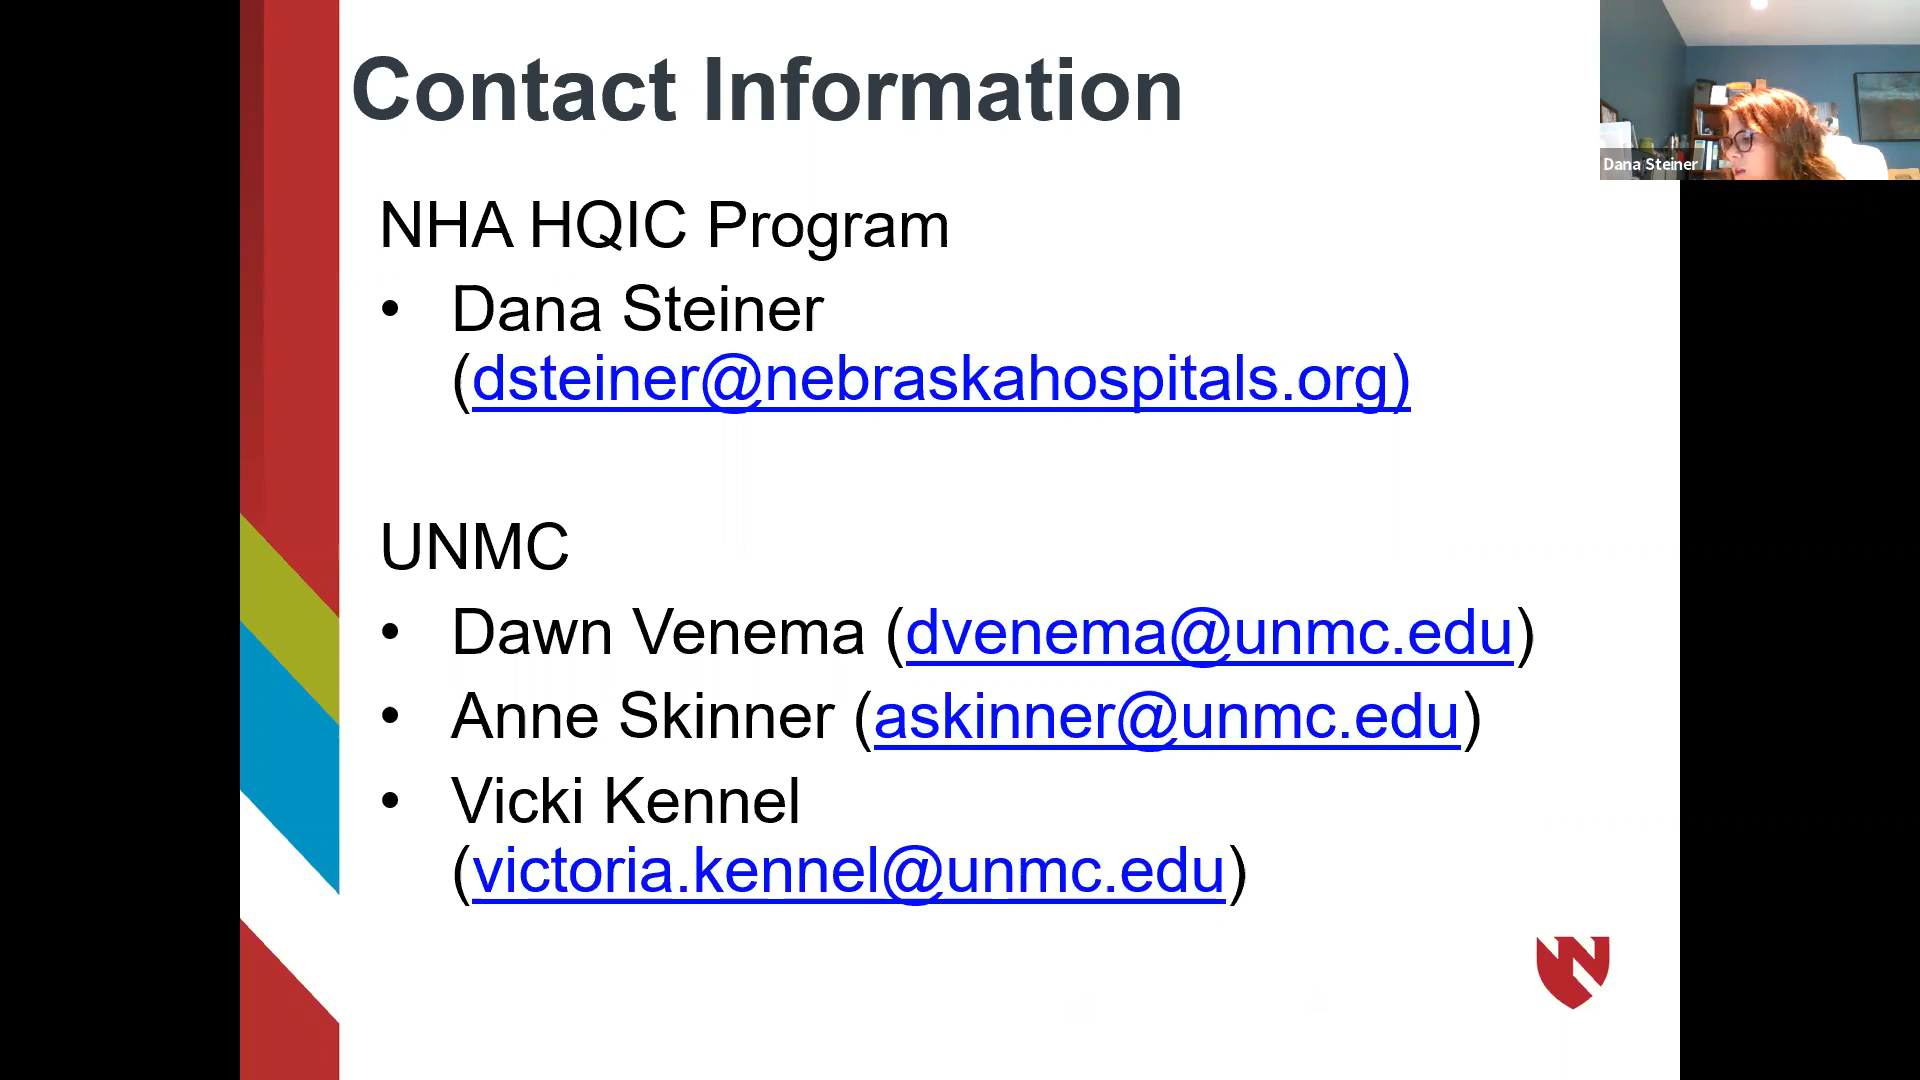 Contact Information
Dana Steiner
NHA HQIC Program
• Dana Steiner
(dsteiner@nebraskahospitals.org)
UNMC
• Dawn Venema (dvenema@unmc.edu)
• Anne Skinner (askinner@unmc.edu)
• Vicki Kennel
(victoria.kennel@unmc.edu)